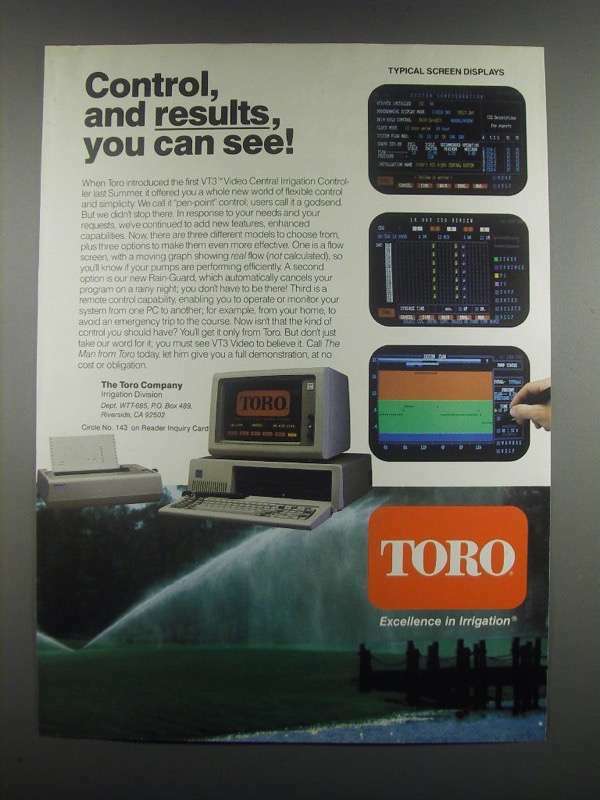 Control,
and results,
you can see!
When Toro introduced the first VT3™ Video Central Irrigation Control-
ler last Summer, it offered you a whole new world of flexible control
and simplicity. We call it "pen-point" control; users call it a godsend.
But we didn't stop there. In response to your needs and your
requests, we've continued to add new features, enhanced
capabilities. Now, there are three different models to choose from,
plus three options to make them even more effective. One is a flow
screen, with a moving graph showing real flow (not calculated), so
you'll know if your pumps are performing efficiently. A second
option is our new Rain-Guard, which automatically cancels your
program on a rainy night; you don't have to be there! Third is a
remote control capability, enabling you to operate or monitor your
system from one PC to another; for example, from your home, to
avoid an emergency trip to the course. Now isn't that the kind of
control you should have? You'll get it only from Toro. But don't just
take our word for it; you must see VT3 Video to believe it. Call The
Man from Toro today, let him give you a full demonstration, at no
cost or obligation.
The Toro Company
Irrigation Division
Dept. WTT-685, P.O. Box 489,
Riverside, CA 92502
Circle No. 143 on Reader Inquiry Card
TYPICAL SCREEN DISPLAYS
SYSTEM CONFIGURATION
14 DAY CDU REVIEW
SYSTEM FLOW
TORO
TORO®
Excellence in Irrigation®